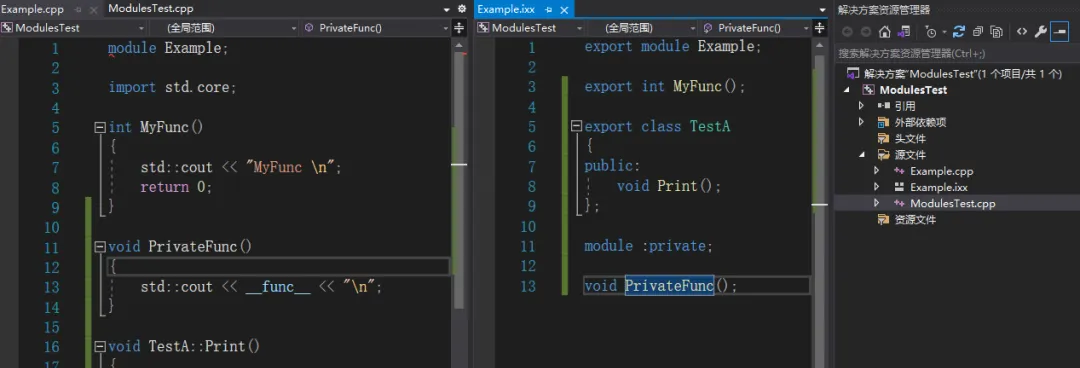 Example.cpp ModulesTest.cpp
ModulesTest (全局范围) PrivateFunc()
1 module Example;
2
3 import std.core;
4
5 int MyFunc()
6 {
7 std::cout << "MyFunc \n";
8 return 0;
9 }
10
11 void PrivateFunc()
12 {
13 std::cout << __func__ << "\n";
14 }
15
16 void TestA::Print()
17 {
Example.ixx
ModulesTest (全局范围) PrivateFunc()
1 export module Example;
2
3 export int MyFunc();
4
5 export class TestA
6 {
7 public:
8 void Print();
9 };
10
11 module :private;
12
13 void PrivateFunc();
解决方案资源管理器
搜索解决方案资源管理器(Ctrl+;)
解决方案"ModulesTest"(1 个项目/共 1 个)
ModulesTest
引用
外部依赖项
头文件
源文件
Example.cpp
Example.ixx
ModulesTest.cpp
资源文件